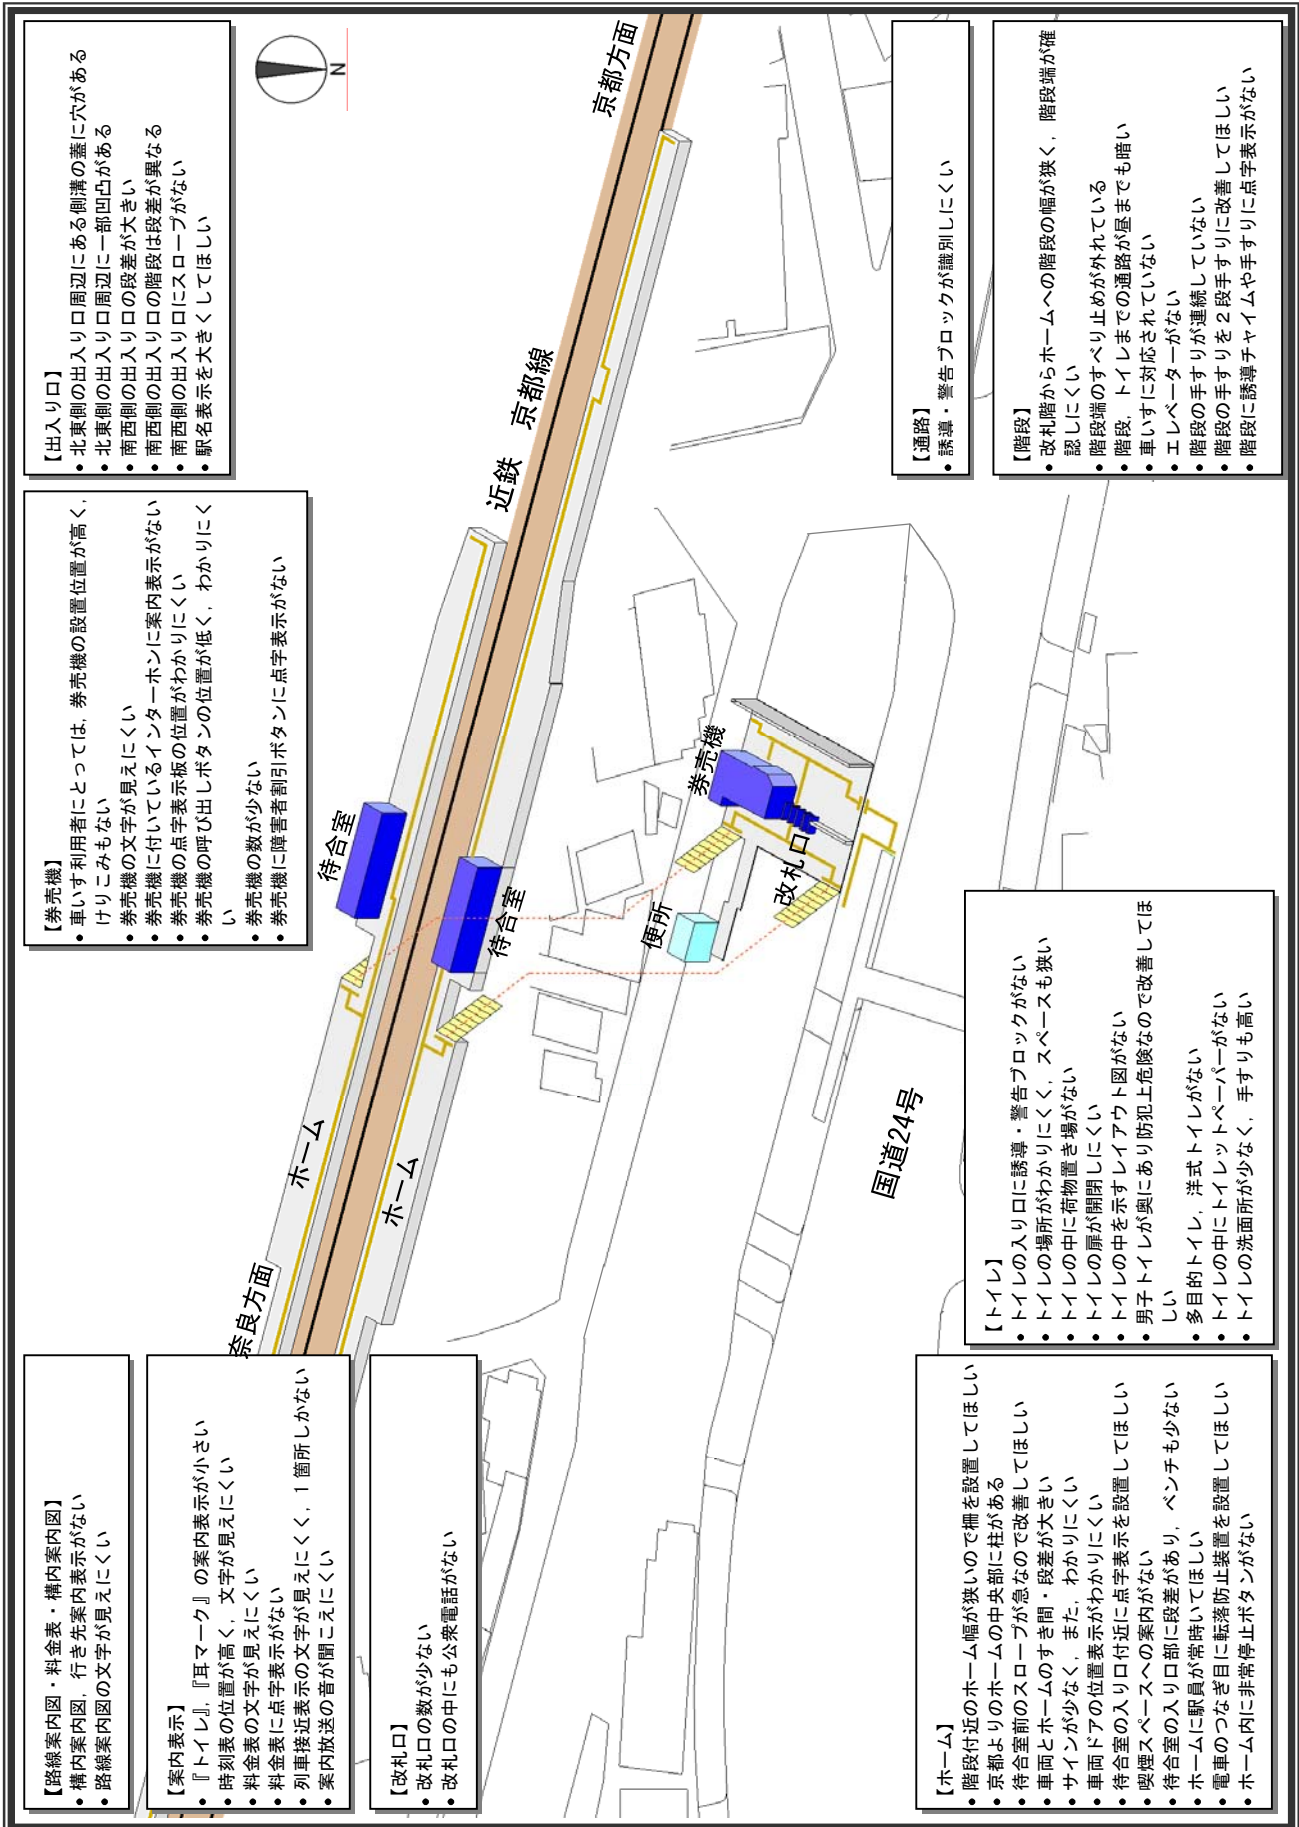 【路線案内図・料金表・構内案内図】
• 構内案内図，行き先案内表示がない
• 路線案内図の文字が見えにくい
【案内表示】
• 『トイレ』，『耳マーク』の案内表示が小さい
• 時刻表の位置が高く，文字が見えにくい
• 料金表の文字が見えにくい
• 料金表に点字表示がない
• 列車接近表示の文字が見えにくく，1箇所しかない
• 案内放送の音が聞こえにくい
【改札口】
• 改札口の数が少ない
• 改札口の中にも公衆電話がない
【ホーム】
• 階段付近のホーム幅が狭いので柵を設置してほしい
• 京都よりのホームの中央部に柱がある
• 待合室前のスロープが急なので改善してほしい
• 車両とホームのすき間・段差が大きい
• サインが少なく，また，わかりにくい
• 車両ドアの位置表示がわかりにくい
• 待合室の入り口付近に点字表示を設置してほしい
• 喫煙スペースへの案内がない
• 待合室の入り口部に段差があり，ベンチも少ない
• ホームに駅員が常時いてほしい
• 電車のつなぎ目に転落防止装置を設置してほしい
• ホーム内に非常停止ボタンがない
【券売機】
• 車いす利用者にとっては，券売機の設置位置が高く，
けりこみもない
• 券売機の文字が見えにくい
• 券売機に付いているインターホンに案内表示がない
• 券売機の点字表示板の位置がわかりにくい
• 券売機の呼び出しボタンの位置が低く，わかりにく
い
• 券売機の数が少ない
• 券売機に障害者割引ボタンに点字表示がない
【出入り口】
• 北東側の出入り口周辺にある側溝の蓋に穴がある
• 北東側の出入り口周辺に一部凹凸がある
• 南西側の出入り口の段差が大きい
• 南西側の出入り口の階段は段差が異なる
• 南西側の出入り口にスロープがない
• 駅名表示を大きくしてほしい
N
奈良方面
ホーム
ホーム
待合室
待合室
近鉄 京都線
京都方面
便所
改札口
券売機
国道24号
【トイレ】
• トイレの入り口に誘導・警告ブロックがない
• トイレの場所がわかりにくく，スペースも狭い
• トイレの中に荷物置き場がない
• トイレの扉が開閉しにくい
• トイレの中を示すレイアウト図がない
• 男子トイレが奥にあり防犯上危険なので改善してほ
しい
• 多目的トイレ，洋式トイレがない
• トイレの中にトイレットペーパーがない
• トイレの洗面所が少なく，手すりも高い
【通路】
• 誘導・警告ブロックが識別しにくい
【階段】
• 改札階からホームへの階段の幅が狭く，階段端が確
認しにくい
• 階段端のすべり止めが外れている
• 階段，トイレまでの通路が昼までも暗い
• 車いすに対応されていない
• エレベーターがない
• 階段の手すりが連続していない
• 階段の手すりを２段手すりに改善してほしい
• 階段に誘導チャイムや手すりに点字表示がない